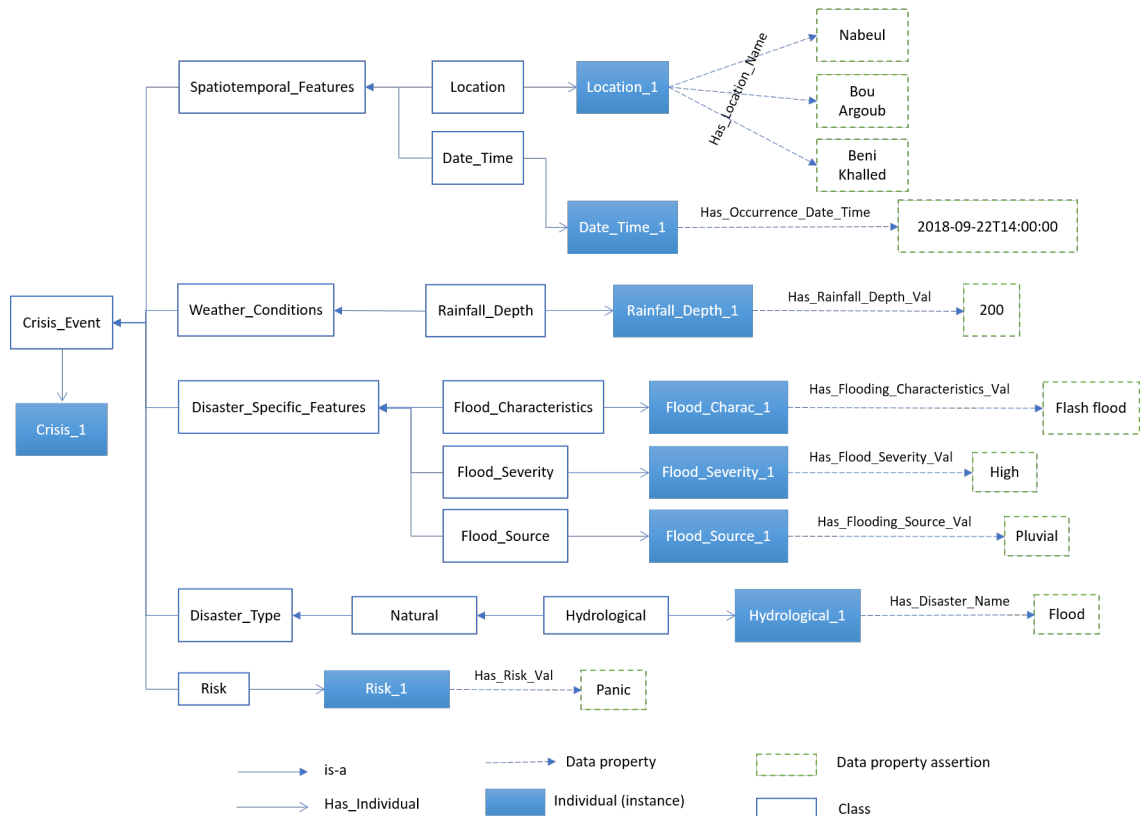 Nabeul
Spatiotemporal_Features
Location
Location_1
Has_Location_Name
Bou
Argoub
Date_Time
Beni
Khalled
Date_Time_1
Has_Occurrence_Date_Time
2018-09-22T14:00:00
Crisis_Event
Weather_Conditions
Rainfall_Depth
Rainfall_Depth_1
Has_Rainfall_Depth_Val
200
Crisis_1
Disaster_Specific_Features
Flood_Characteristics
Flood_Charac_1
Has_Flooding_Characteristics_Val
Flash flood
Flood_Severity
Flood_Severity_1
Has_Flood_Severity_Val
High
Flood_Source
Flood_Source_1
Has_Flooding_Source_Val
Pluvial
Disaster_Type
Natural
Hydrological
Hydrological_1
Has_Disaster_Name
Flood
Risk
Risk_1
Has_Risk_Val
Panic
is-a
Data property
Data property assertion
Has_Individual
Individual (instance)
Class